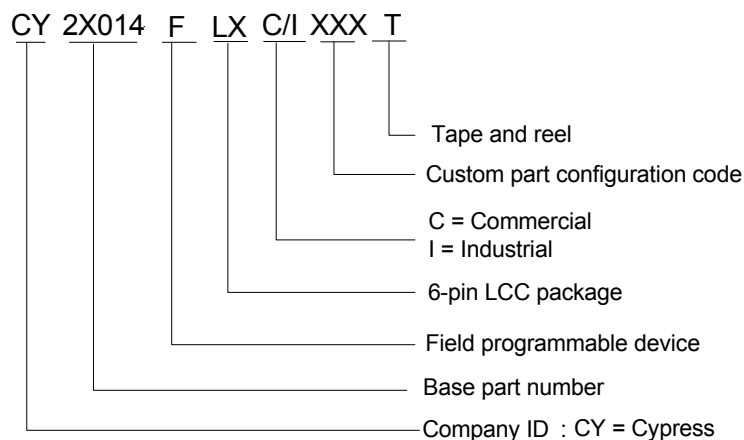 CY 2X014 F LX C/I XXX T
Tape and reel
Custom part configuration code
C = Commercial
I = Industrial
6-pin LCC package
Field programmable device
Base part number
Company ID : CY = Cypress